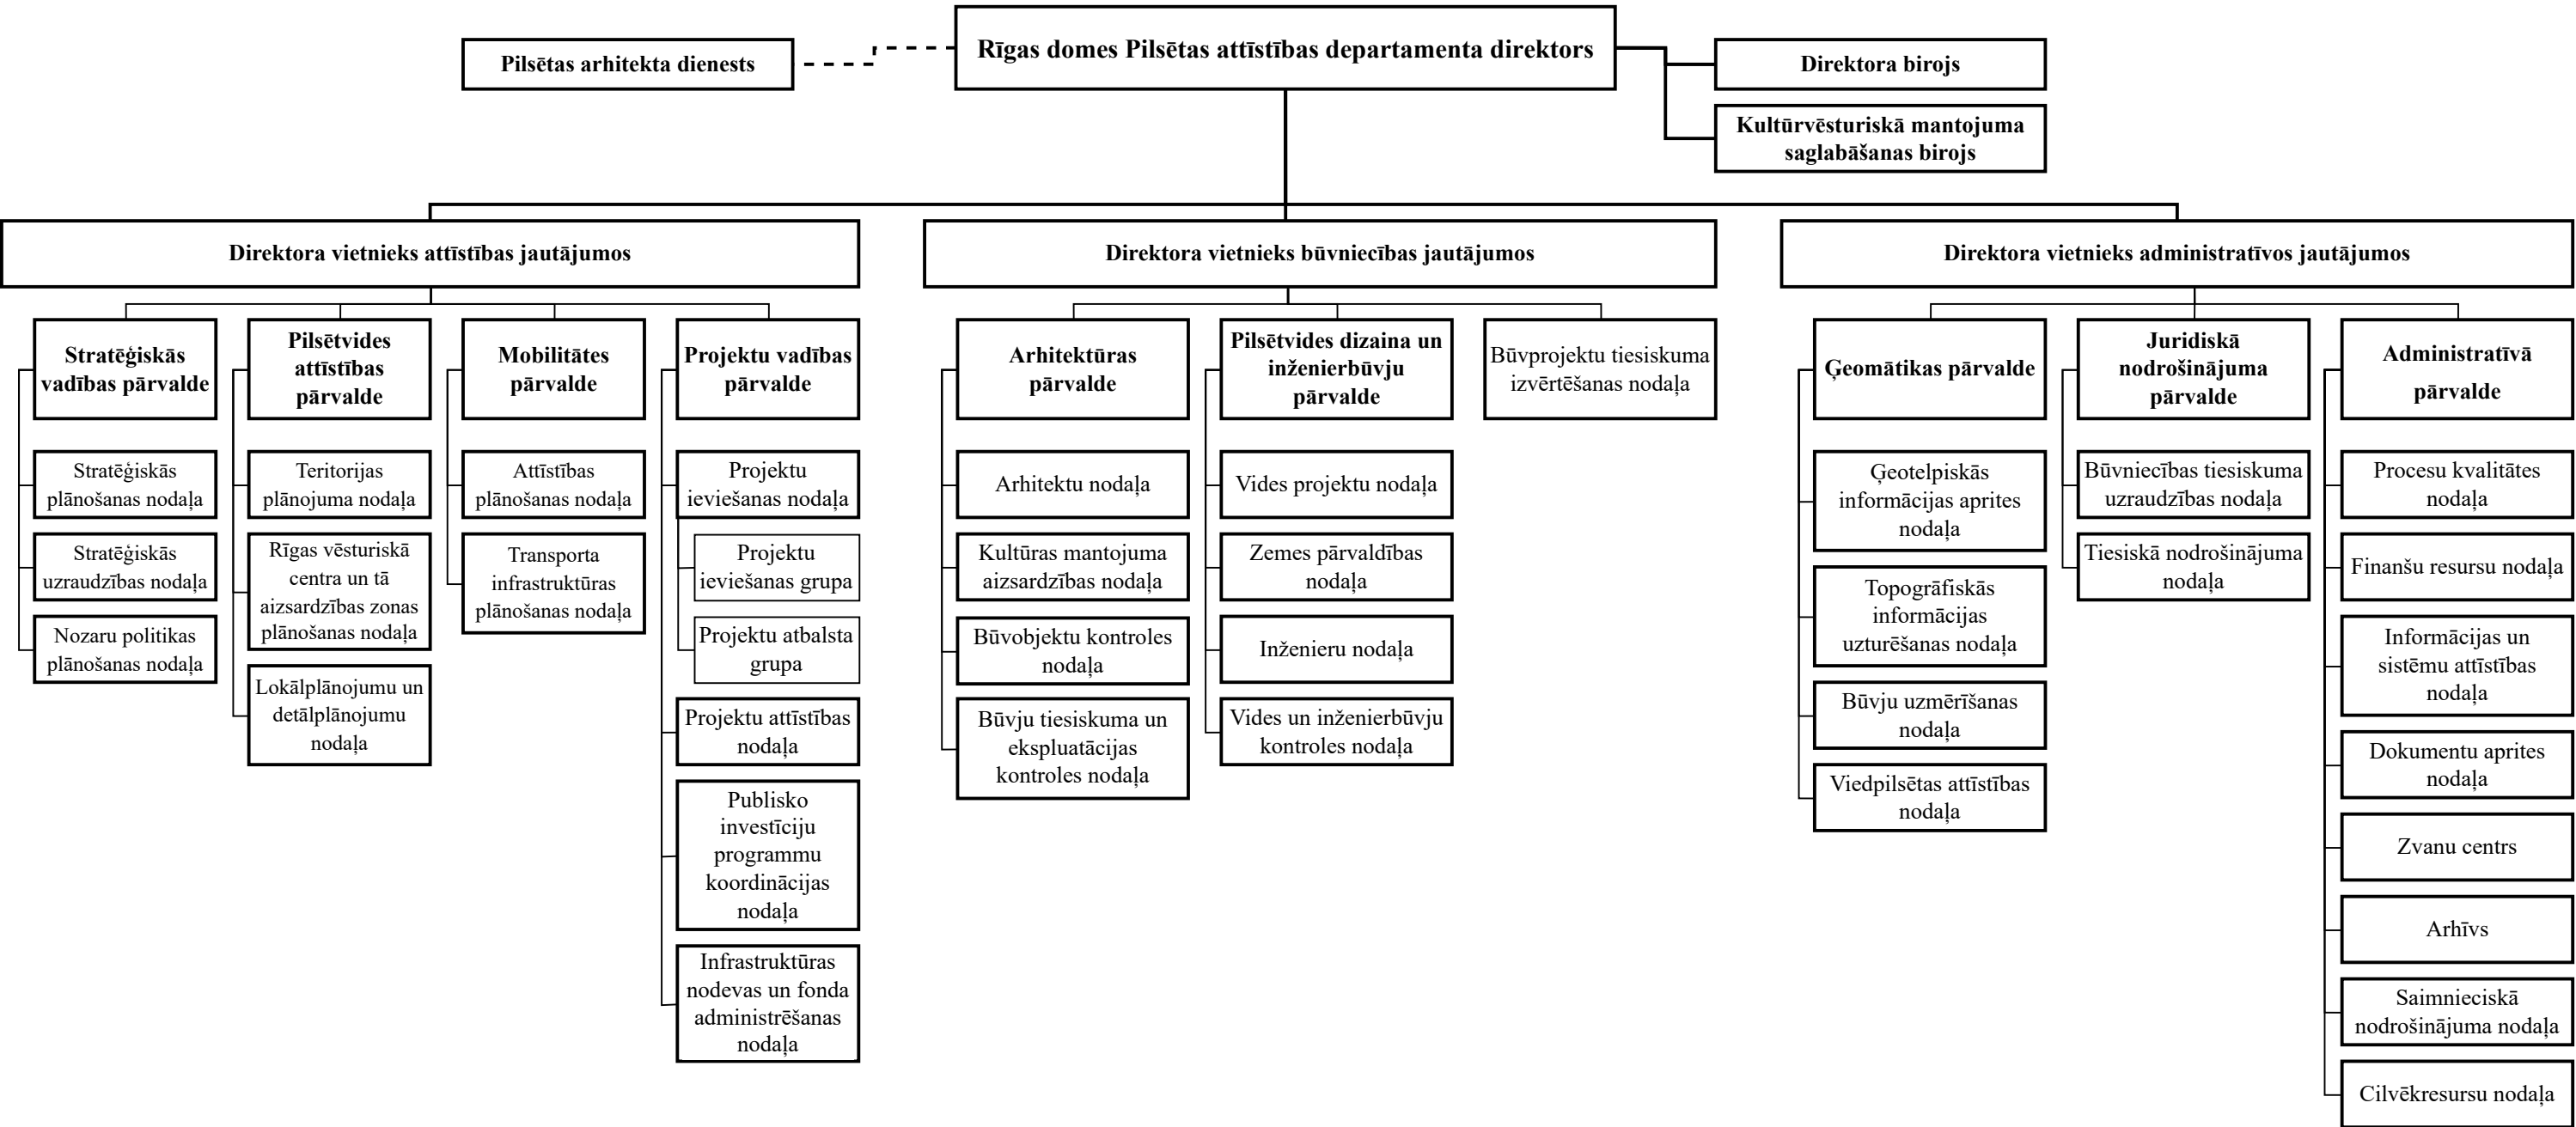 Rīgas domes Pilsētas attīstības departamenta direktors
Pilsētas arhitekta dienests
Direktora birojs
Kultūrvēsturiskā mantojuma
saglabāšanas birojs
Direktora vietnieks attīstības jautājumos
Stratēģiskās
vadības pārvalde
Stratēģiskās
plānošanas nodaļa
Stratēģiskās
uzraudzības nodaļa
Nozaru politikas
plānošanas nodaļa
Pilsētvides
attīstības
pārvalde
Teritorijas
plānojuma nodaļa
Rīgas vēsturiskā
centra un tā
aizsardzības zonas
plānošanas nodaļa
Lokālplānojumu un
detālplānojumu
nodaļa
Mobilitātes
pārvalde
Attīstības
plānošanas nodaļa
Transporta
infrastruktūras
plānošanas nodaļa
Projektu vadības
pārvalde
Projektu
ieviešanas nodaļa
Projektu
ieviešanas grupa
Projektu atbalsta
grupa
Projektu attīstības
nodaļa
Publisko
investīciju
programmu
koordinācijas
nodaļa
Infrastruktūras
nodevas un fonda
administrēšanas
nodaļa
Direktora vietnieks būvniecības jautājumos
Arhitektūras
pārvalde
Arhitektu nodaļa
Kultūras mantojuma
aizsardzības nodaļa
Būvobjektu kontroles
nodaļa
Būvju tiesiskuma un
ekspluatācijas
kontroles nodaļa
Pilsētvides dizaina un
inženierbūvju
pārvalde
Vides projektu nodaļa
Zemes pārvaldības
nodaļa
Inženieru nodaļa
Vides un inženierbūvju
kontroles nodaļa
Būvprojektu tiesiskuma
izvērtēšanas nodaļa
Direktora vietnieks administratīvos jautājumos
Ģeomātikas pārvalde
Ģeotelpiskās
informācijas aprites
nodaļa
Topogrāfiskās
informācijas
uzturēšanas nodaļa
Būvju uzmērīšanas
nodaļa
Viedpilsētas attīstības
nodaļa
Juridiskā
nodrošinājuma
pārvalde
Būvniecības tiesiskuma
uzraudzības nodaļa
Tiesiskā nodrošinājuma
nodaļa
Administratīvā
pārvalde
Procesu kvalitātes
nodaļa
Finanšu resursu nodaļa
Informācijas un
sistēmu attīstības
nodaļa
Dokumentu aprites
nodaļa
Zvanu centrs
Arhīvs
Saimnieciskā
nodrošinājuma nodaļa
Cilvēkresursu nodaļa